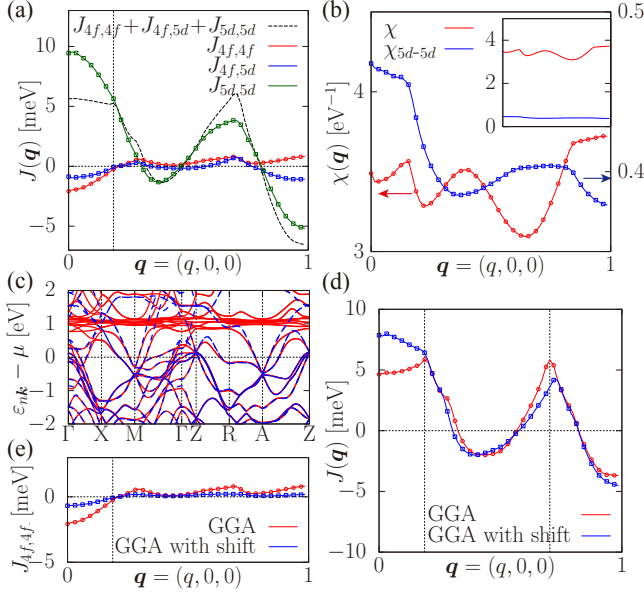 (a)
J4f,4f + J4f,5d + J5d,5d
J4f,4f
J4f,5d
J5d,5d
10
5
0
−5
J(q) [meV]
0
1
q = (q, 0, 0)
(b)
χ
χ5d-5d
4
2
0
4
3.5
3
χ(q) [eV−1]
0.5
0.4
0
1
q = (q, 0, 0)
(c)
2
1
0
−1
−2
εnk − μ [eV]
Γ X M Γ Z R A Z
(d)
10
5
0
−5
−10
J(q) [meV]
GGA
GGA with shift
0
1
q = (q, 0, 0)
(e)
5
0
−5
J4f,4f [meV]
GGA
GGA with shift
0
1
q = (q, 0, 0)